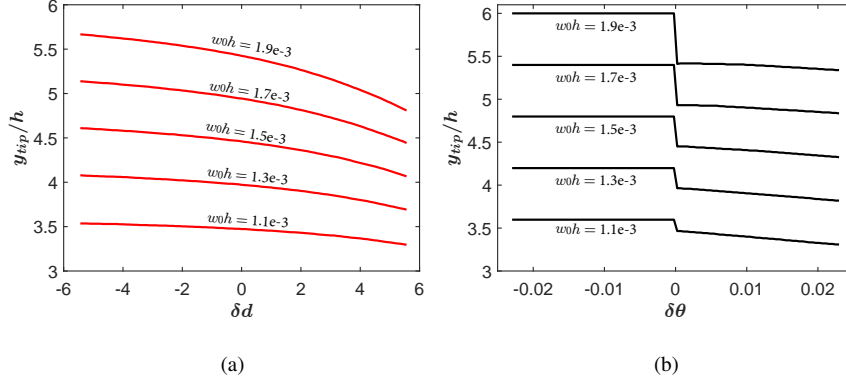 6
5.5
5
4.5
4
3.5
3
y_tip/h
w0h = 1.9e-3
w0h = 1.7e-3
w0h = 1.5e-3
w0h = 1.3e-3
w0h = 1.1e-3
-6 -4 -2 0 2 4 6
δd
(a)
6
5.5
5
4.5
4
3.5
3
y_tip/h
w0h = 1.9e-3
w0h = 1.7e-3
w0h = 1.5e-3
w0h = 1.3e-3
w0h = 1.1e-3
-0.02 -0.01 0 0.01 0.02
δθ
(b)